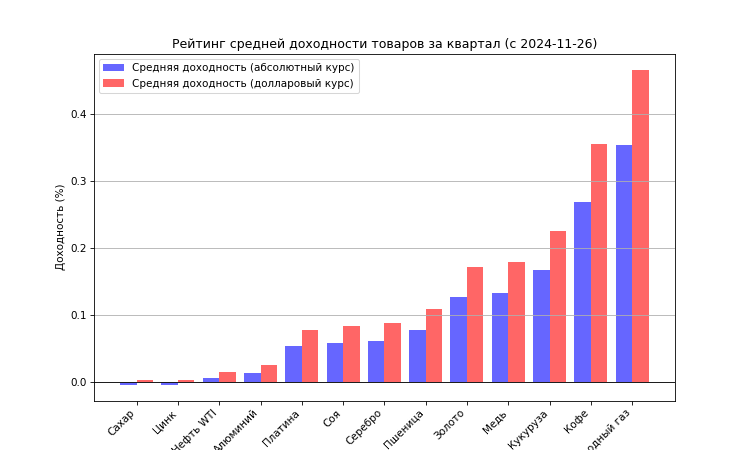 Рейтинг средней доходности товаров за квартал (с 2024-11-26)
Средняя доходность (абсолютный курс)
Средняя доходность (долларовый курс)
Доходность (%)
0.4
0.3
0.2
0.1
0.0
Сахар
Цинк
Нефть WTI
Алюминий
Платина
Соя
Серебро
Пшеница
Золото
Медь
Кукуруза
Кофе
газ